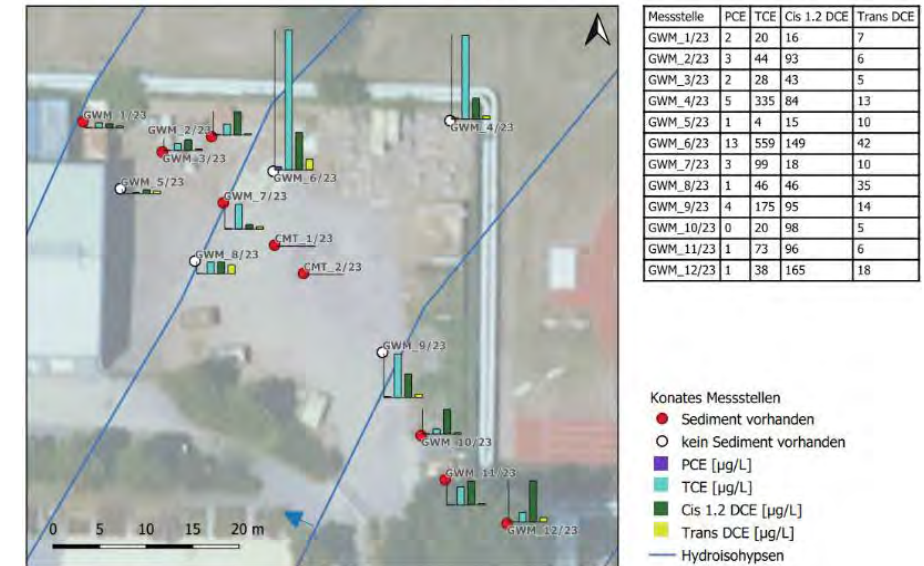 GWM_1/23
GWM_2/23
GWM_3/23
GWM_4/23
GWM_5/23
GWM_6/23
GWM_7/23
GWM_8/23
CMT_1/23
CMT_2/23
GWM_9/23
GWM_10/23
GWM_11/23
GWM_12/23
0 5 10 15 20 m
Messstelle PCE TCE Cis 1.2 DCE Trans DCE
GWM_1/23 2 20 16 7
GWM_2/23 3 44 93 6
GWM_3/23 2 28 43 5
GWM_4/23 5 335 84 13
GWM_5/23 1 4 15 10
GWM_6/23 13 559 149 42
GWM_7/23 3 99 18 10
GWM_8/23 1 46 46 35
GWM_9/23 4 175 95 14
GWM_10/23 0 20 98 5
GWM_11/23 1 73 96 6
GWM_12/23 1 38 165 18
Konates Messstellen
Sediment vorhanden
kein Sediment vorhanden
PCE [µg/L]
TCE [µg/L]
Cis 1.2 DCE [µg/L]
Trans DCE [µg/L]
Hydroisohypsen